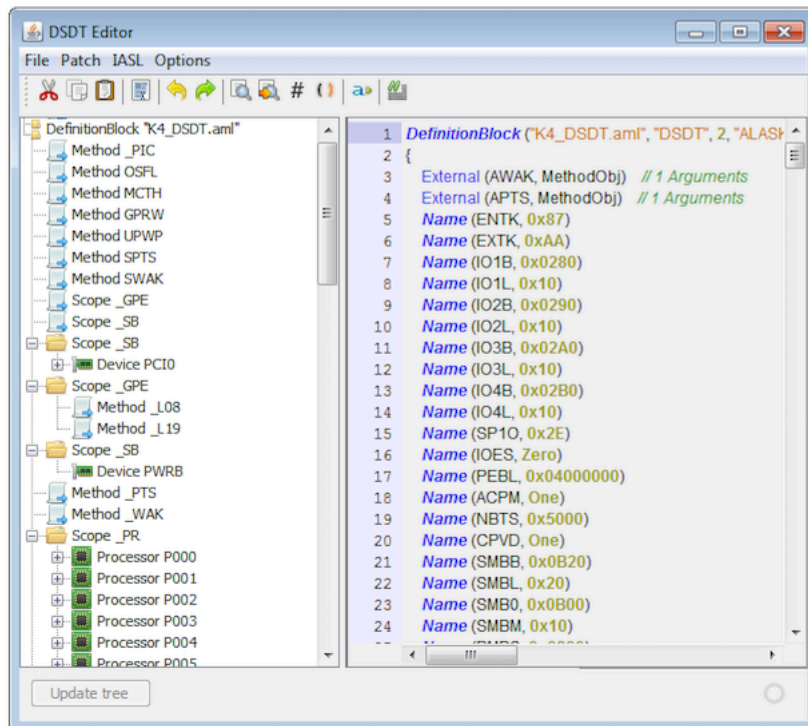 DSDT Editor
File Patch IASL Options
# () a
DefinitionBlock "K4_DSDT.aml"
Method _PIC
Method OSFL
Method MCTH
Method GPRW
Method UPWP
Method SPTS
Method SWAK
Scope _GPE
Scope _SB
Scope _SB
Device PCI0
Scope _GPE
Method _L08
Method _L19
Scope _SB
Device PWRB
Method _PTS
Method _WAK
Scope _PR
Processor P000
Processor P001
Processor P002
Processor P003
Processor P004
Processor P005
1 DefinitionBlock ("K4_DSDT.aml", "DSDT", 2, "ALASK
2 {
3 External (AWAK, MethodObj) // 1 Arguments
4 External (APTS, MethodObj) // 1 Arguments
5 Name (ENTK, 0x87)
6 Name (EXTK, 0xAA)
7 Name (IO1B, 0x0280)
8 Name (IO1L, 0x10)
9 Name (IO2B, 0x0290)
10 Name (IO2L, 0x10)
11 Name (IO3B, 0x02A0)
12 Name (IO3L, 0x10)
13 Name (IO4B, 0x02B0)
14 Name (IO4L, 0x10)
15 Name (SP1O, 0x2E)
16 Name (IOES, Zero)
17 Name (PEBL, 0x04000000)
18 Name (ACPM, One)
19 Name (NBTS, 0x5000)
20 Name (CPVD, One)
21 Name (SMBB, 0x0B20)
22 Name (SMBL, 0x20)
23 Name (SMB0, 0x0B00)
24 Name (SMBM, 0x10)
Update tree